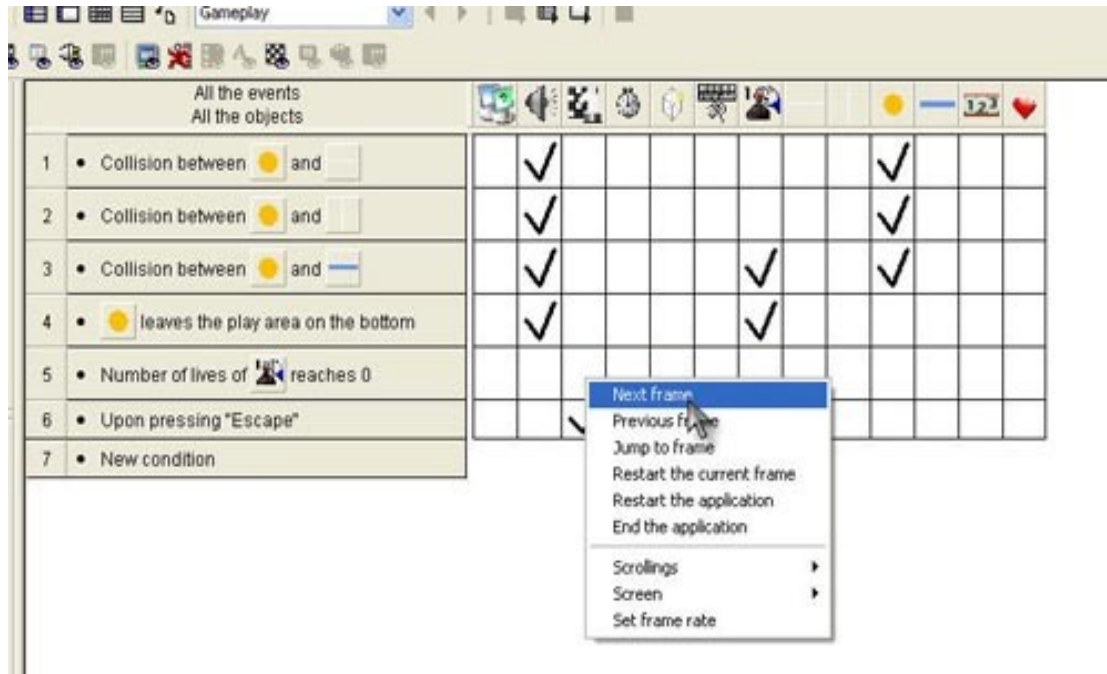 Gameplay
All the events
All the objects
123
1 • Collision between and
2 • Collision between and
3 • Collision between and
4 • leaves the play area on the bottom
5 • Number of lives of reaches 0
6 • Upon pressing "Escape"
7 • New condition
Next frame
Previous frame
Jump to frame
Restart the current frame
Restart the application
End the application
Scrollings
Screen
Set frame rate